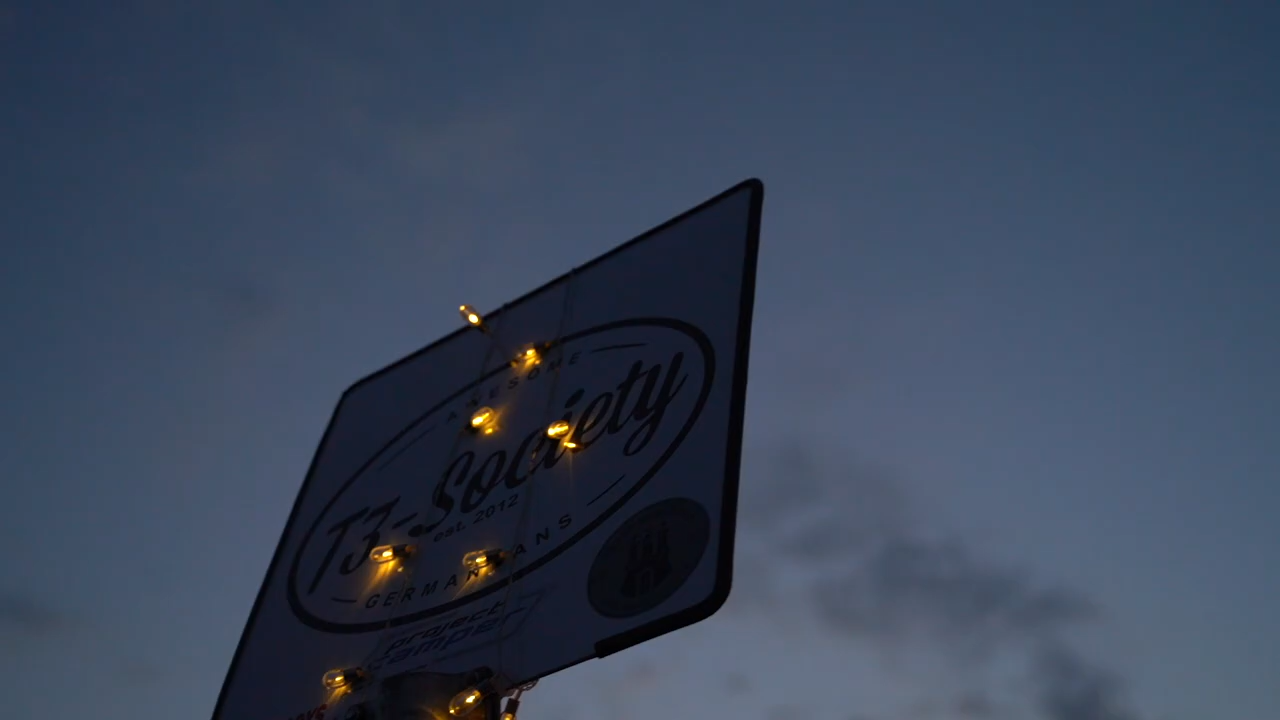 AWESOME
T3-Society
est. 2012
GERMAN VANS
project
camper